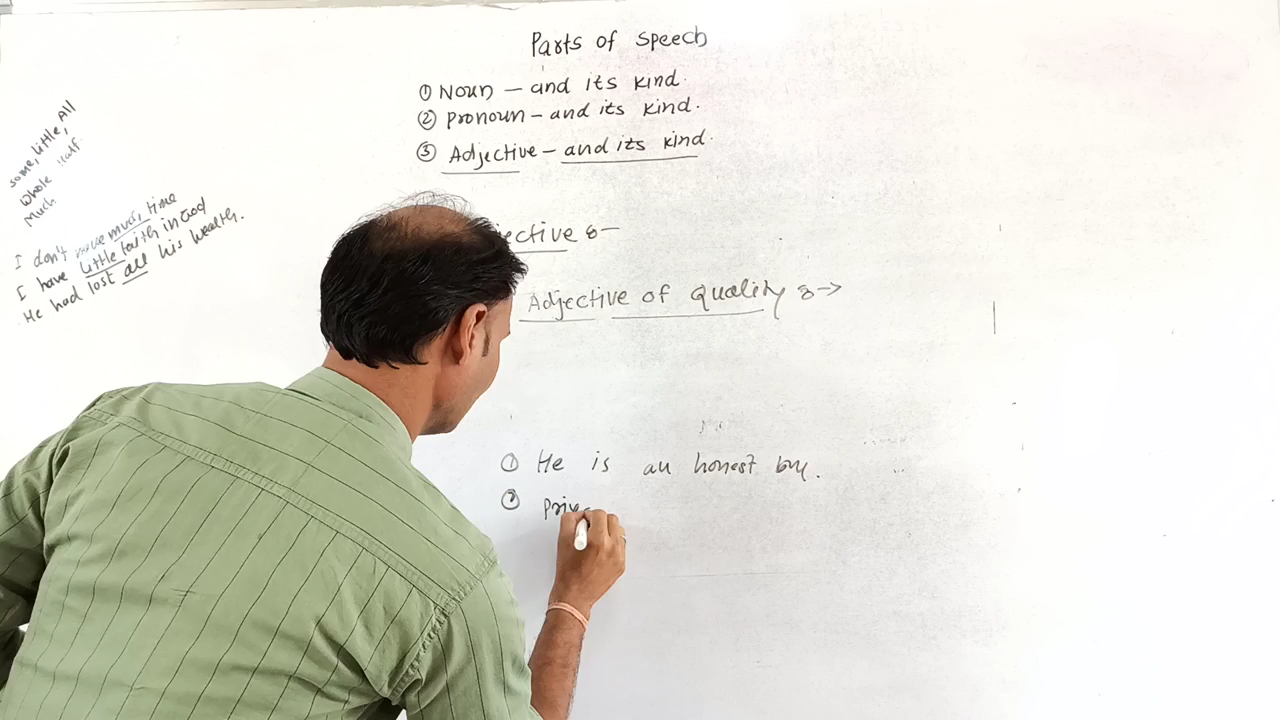 Parts of speech
① Noun – and its kind.
② pronoun – and its kind.
③ Adjective – and its kind.
some, little, All
whole Half
Much
I don't have much time
I have little faith in God
He had lost all his wealth.
jective :-
Adjective of quality :→
① He is an honest boy.
② priy